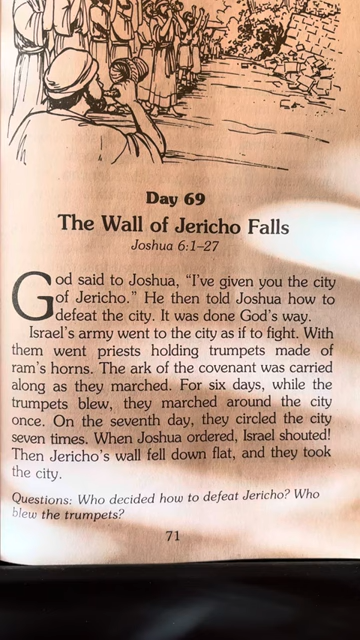 Day 69
The Wall of Jericho Falls
Joshua 6:1–27
God said to Joshua, “I’ve given you the city
of Jericho.” He then told Joshua how to
defeat the city. It was done God’s way.
Israel’s army went to the city as if to fight. With
them went priests holding trumpets made of
ram’s horns. The ark of the covenant was carried
along as they marched. For six days, while the
trumpets blew, they marched around the city
once. On the seventh day, they circled the city
seven times. When Joshua ordered, Israel shouted!
Then Jericho’s wall fell down flat, and they took
the city.
Questions: Who decided how to defeat Jericho? Who
blew the trumpets?
71